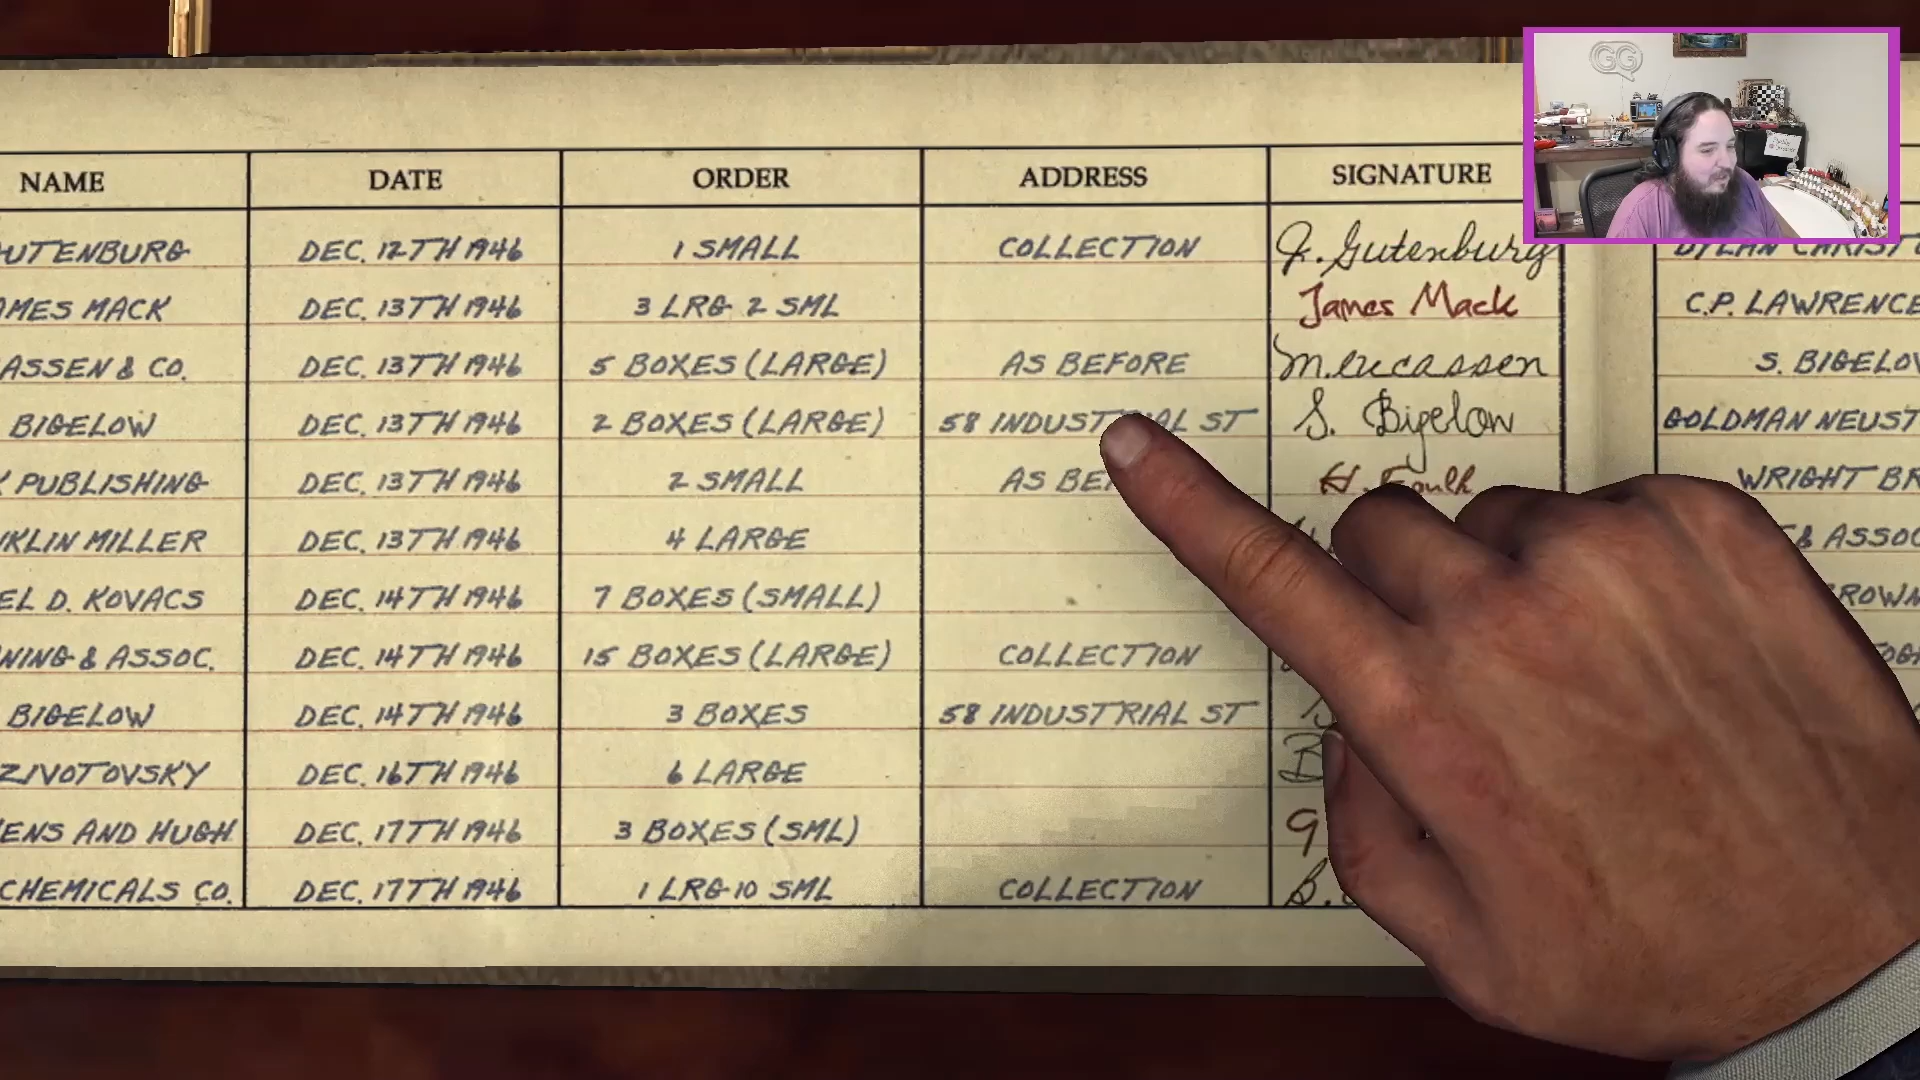 GG
NAME DATE ORDER ADDRESS SIGNATURE
UTENBURG DEC. 12TH 1946 1 SMALL COLLECTION J. Gutenburg
AMES MACK DEC. 13TH 1946 3 LRG 2 SML James Mack
ASSEN & CO. DEC. 13TH 1946 5 BOXES (LARGE) AS BEFORE
BIGELOW DEC. 13TH 1946 2 BOXES (LARGE) 58 INDUSTRIAL ST S. Bigelow
PUBLISHING DEC. 13TH 1946 2 SMALL AS H.
KLIN MILLER DEC. 13TH 1946 4 LARGE
EL D. KOVACS DEC. 14TH 1946 7 BOXES (SMALL)
NING & ASSOC. DEC. 14TH 1946 15 BOXES (LARGE) COLLECTION
BIGELOW DEC. 14TH 1946 3 BOXES 58 INDUSTRIAL ST
ZIVOTOVSKY DEC. 16TH 1946 6 LARGE
ENS AND HUGH DEC. 17TH 1946 3 BOXES (SML)
CHEMICALS CO. DEC. 17TH 1946 1 LRG 10 SML COLLECTION B.
DYLAN CHRIST
C.P. LAWRENCE
S. BIGELOW
GOLDMAN NEUST
WRIGHT BR
& ASSOC
ROWN